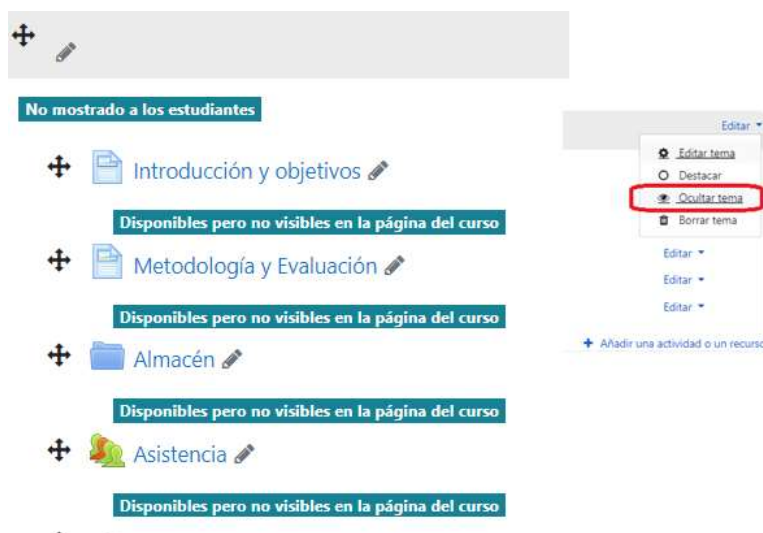 No mostrado a los estudiantes
Introducción y objetivos
Disponibles pero no visibles en la página del curso
Metodología y Evaluación
Disponibles pero no visibles en la página del curso
Almacén
Disponibles pero no visibles en la página del curso
Asistencia
Disponibles pero no visibles en la página del curso
Editar
Editar tema
Destacar
Ocultar tema
Borrar tema
Editar
Editar
Editar
Añadir una actividad o un recurso